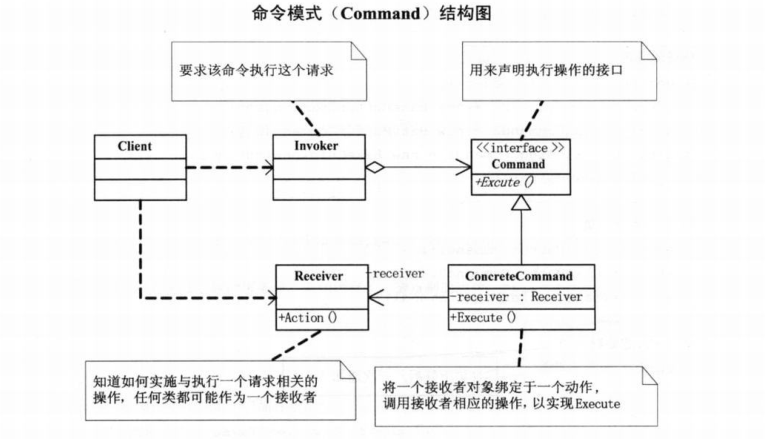 命令模式（Command）结构图
要求该命令执行这个请求
用来声明执行操作的接口
Client
Invoker
<<interface >>
Command
+Excute ()
Receiver
+Action ()
-receiver
ConcreteCommand
-receiver : Receiver
+Execute ()
知道如何实施与执行一个请求相关的
操作，任何类都可能作为一个接收者
将一个接收者对象绑定于一个动作，
调用接收者相应的操作，以实现Execute